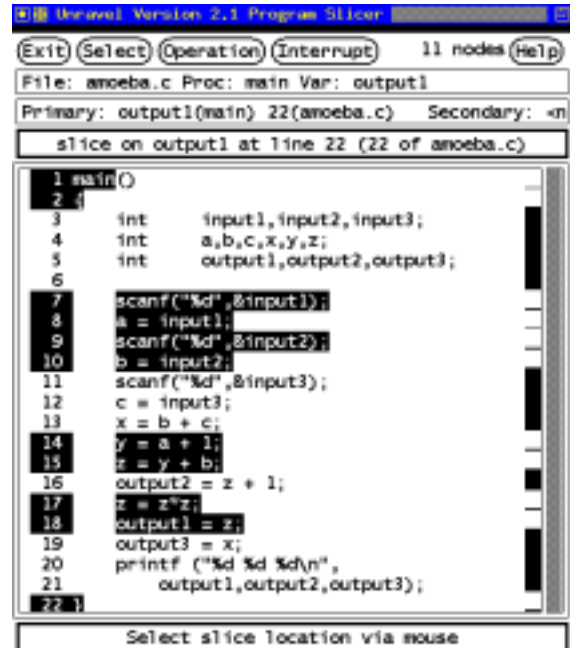 Unravel Version 2.1 Program Slicer
Exit Select Operation Interrupt 11 nodes Help
File: amoeba.c Proc: main Var: output1
Primary: output1(main) 22(amoeba.c) Secondary: <n
slice on output1 at line 22 (22 of amoeba.c)
1 main()
2 {
3 int input1,input2,input3;
4 int a,b,c,x,y,z;
5 int output1,output2,output3;
6
7 scanf("%d",&input1);
8 a = input1;
9 scanf("%d",&input2);
10 b = input2;
11 scanf("%d",&input3);
12 c = input3;
13 x = b + c;
14 y = a + 1;
15 z = y + b;
16 output2 = z + 1;
17 z = z*z;
18 output1 = z;
19 output3 = x;
20 printf ("%d %d %d\n",
21 output1,output2,output3);
22 }
Select slice location via mouse